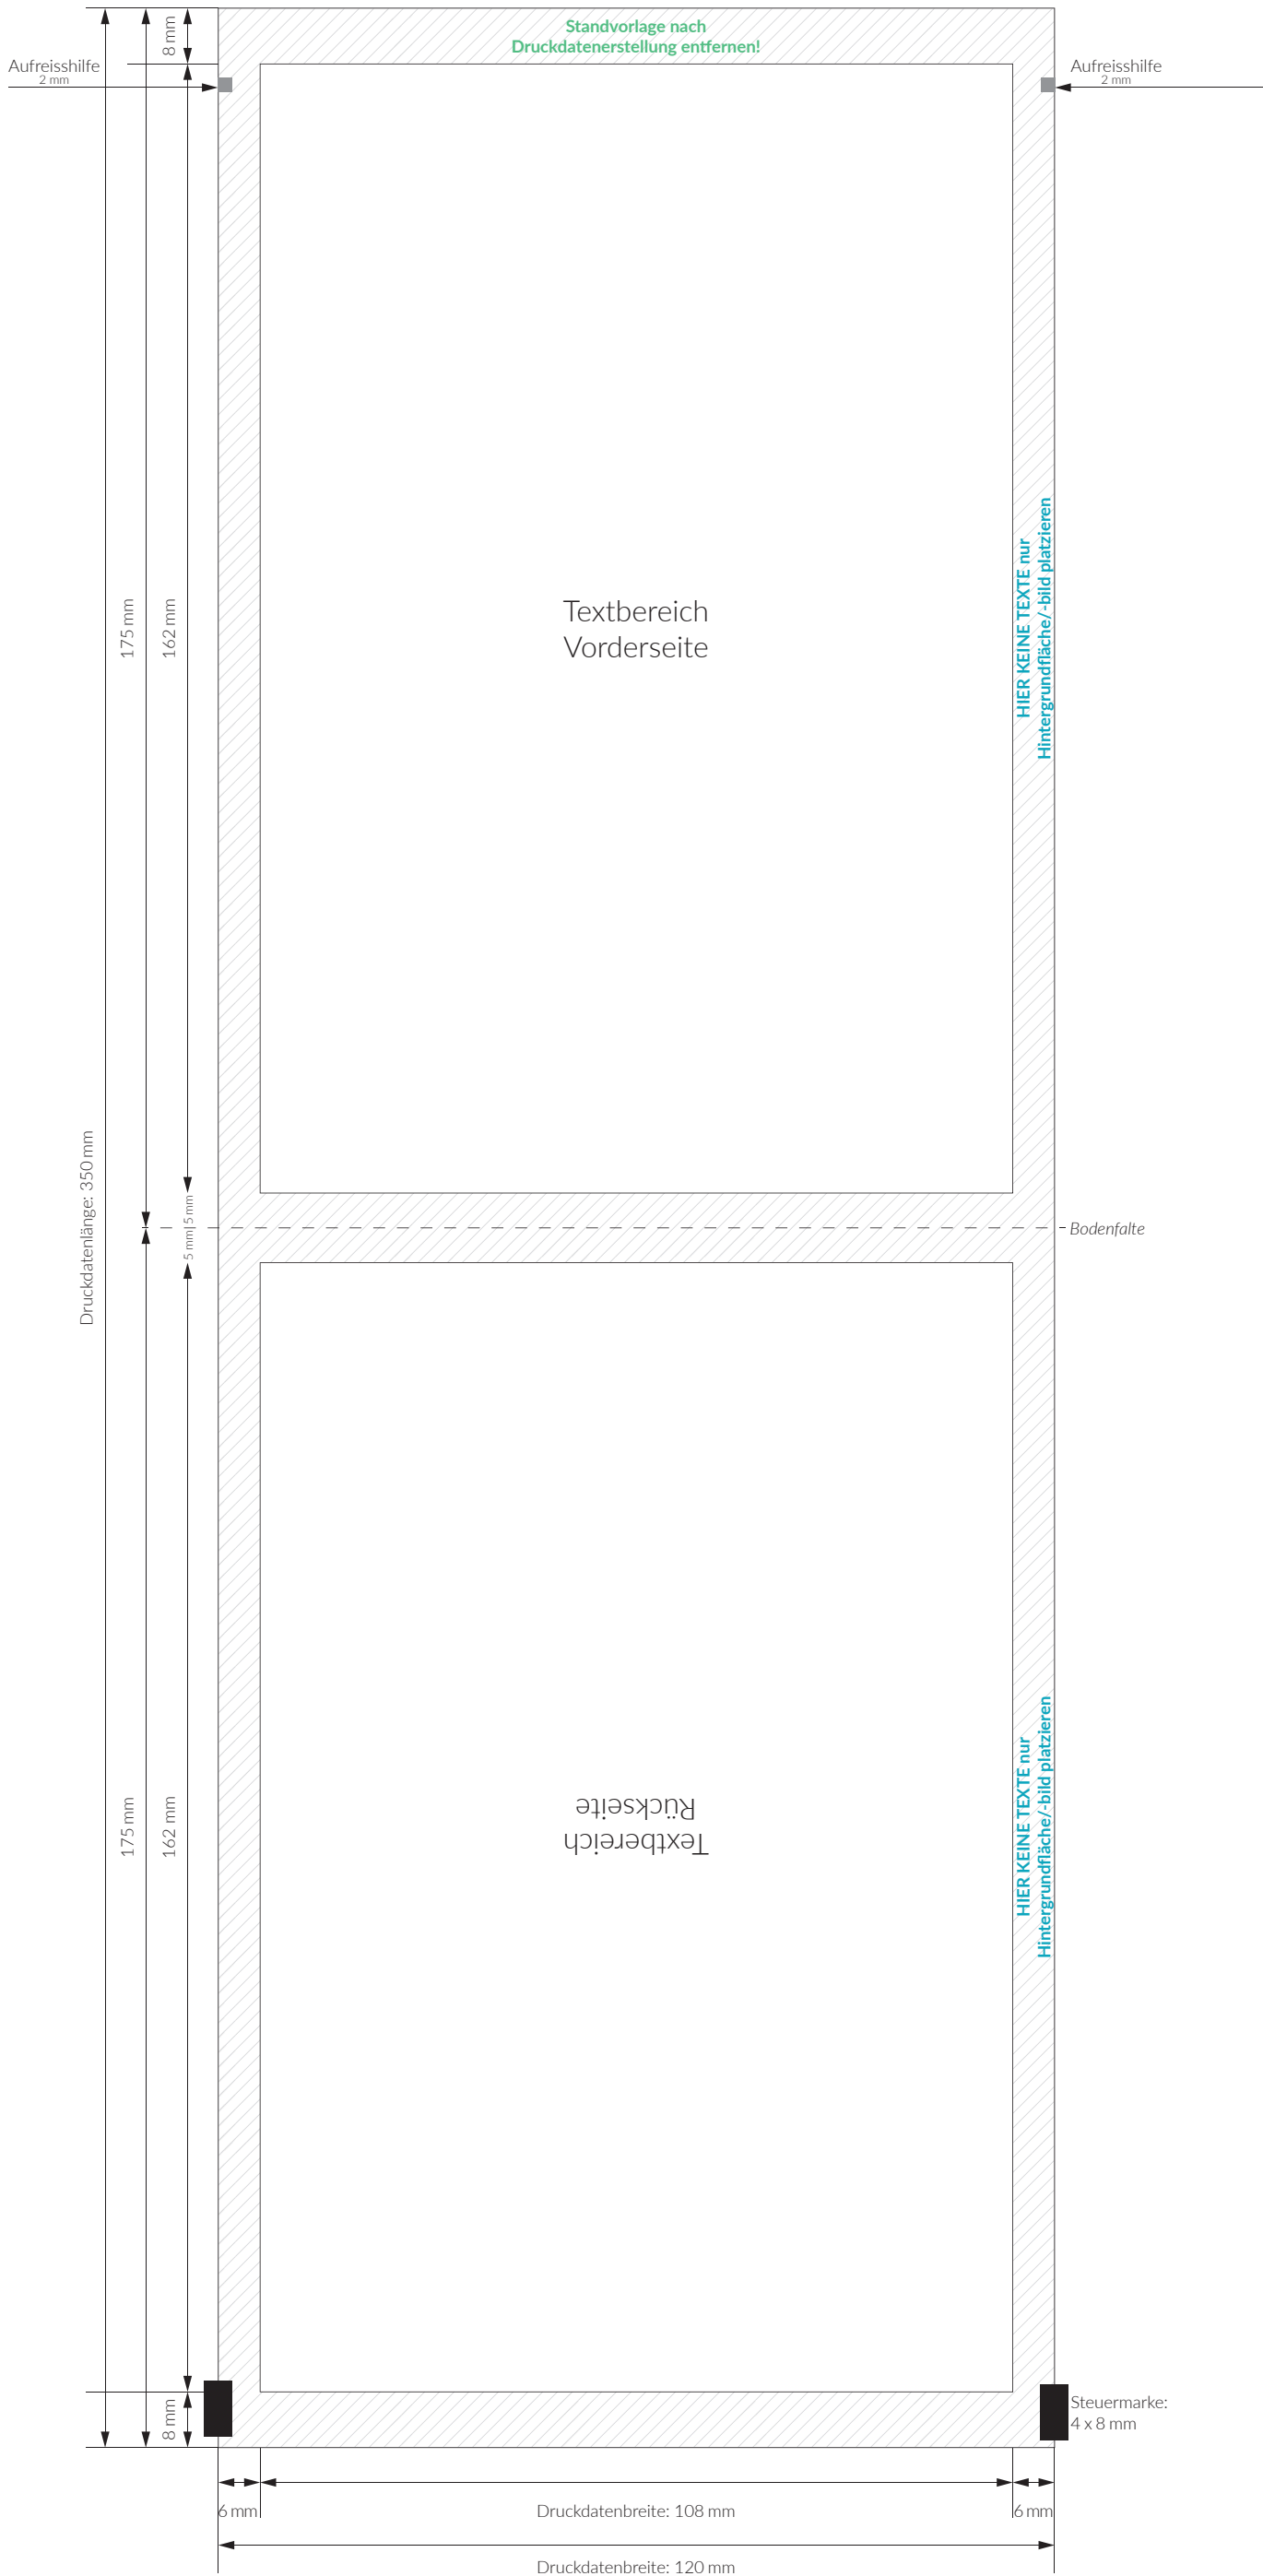 Standvorlage nach
Druckdatenerstellung entfernen!
8 mm
Aufreisshilfe
2 mm
Aufreisshilfe
2 mm
175 mm
162 mm
Textbereich
Vorderseite
HIER KEINE TEXTE nur
Hintergrundfläche/-bild platzieren
Druckdatenlänge: 350 mm
5 mm
5 mm
Bodenfalte
175 mm
162 mm
Textbereich
Rückseite
HIER KEINE TEXTE nur
Hintergrundfläche/-bild platzieren
8 mm
Steuermarke:
4 x 8 mm
6 mm
Druckdatenbreite: 108 mm
6 mm
Druckdatenbreite: 120 mm